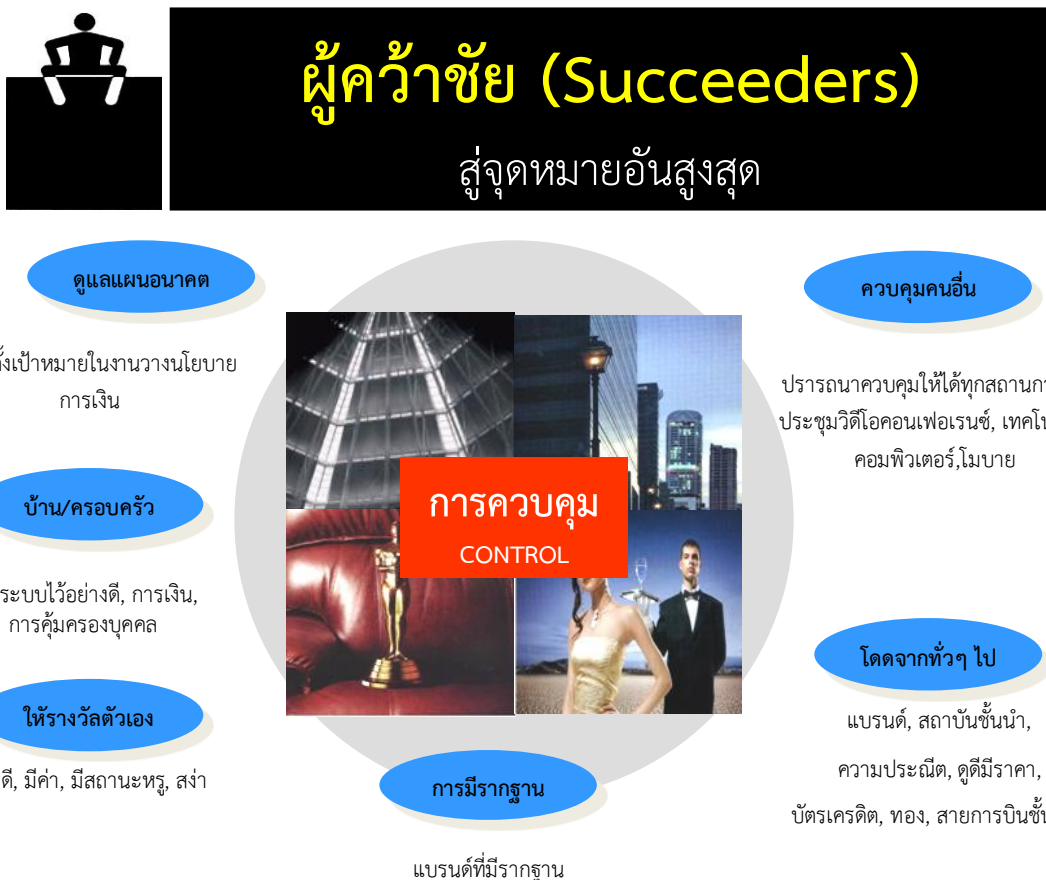 ผู้คว้าชัย (Succeeders)
สู่จุดหมายอันสูงสุด
ดูแลแผนอนาคต
ตั้งเป้าหมายในงานวางนโยบาย
การเงิน
บ้าน/ครอบครัว
ระบบไว้อย่างดี, การเงิน,
การคุ้มครองบุคคล
ให้รางวัลตัวเอง
ดี, มีค่า, มีสถานะหรู, สง่า
การควบคุม
CONTROL
การมีรากฐาน
แบรนด์ที่มีรากฐาน
ควบคุมคนอื่น
ปรารถนาควบคุมให้ได้ทุก
ประชุมวิดีโอคอนเฟอเรนซ์,
คอมพิวเตอร์,โมบาย
โดดจากทั่วๆ ไป
แบรนด์, สถาบันชั้นนำ,
ความประณีต, ดูดีมีราคา,
บัตรเครดิต, ทอง, สายการบิน